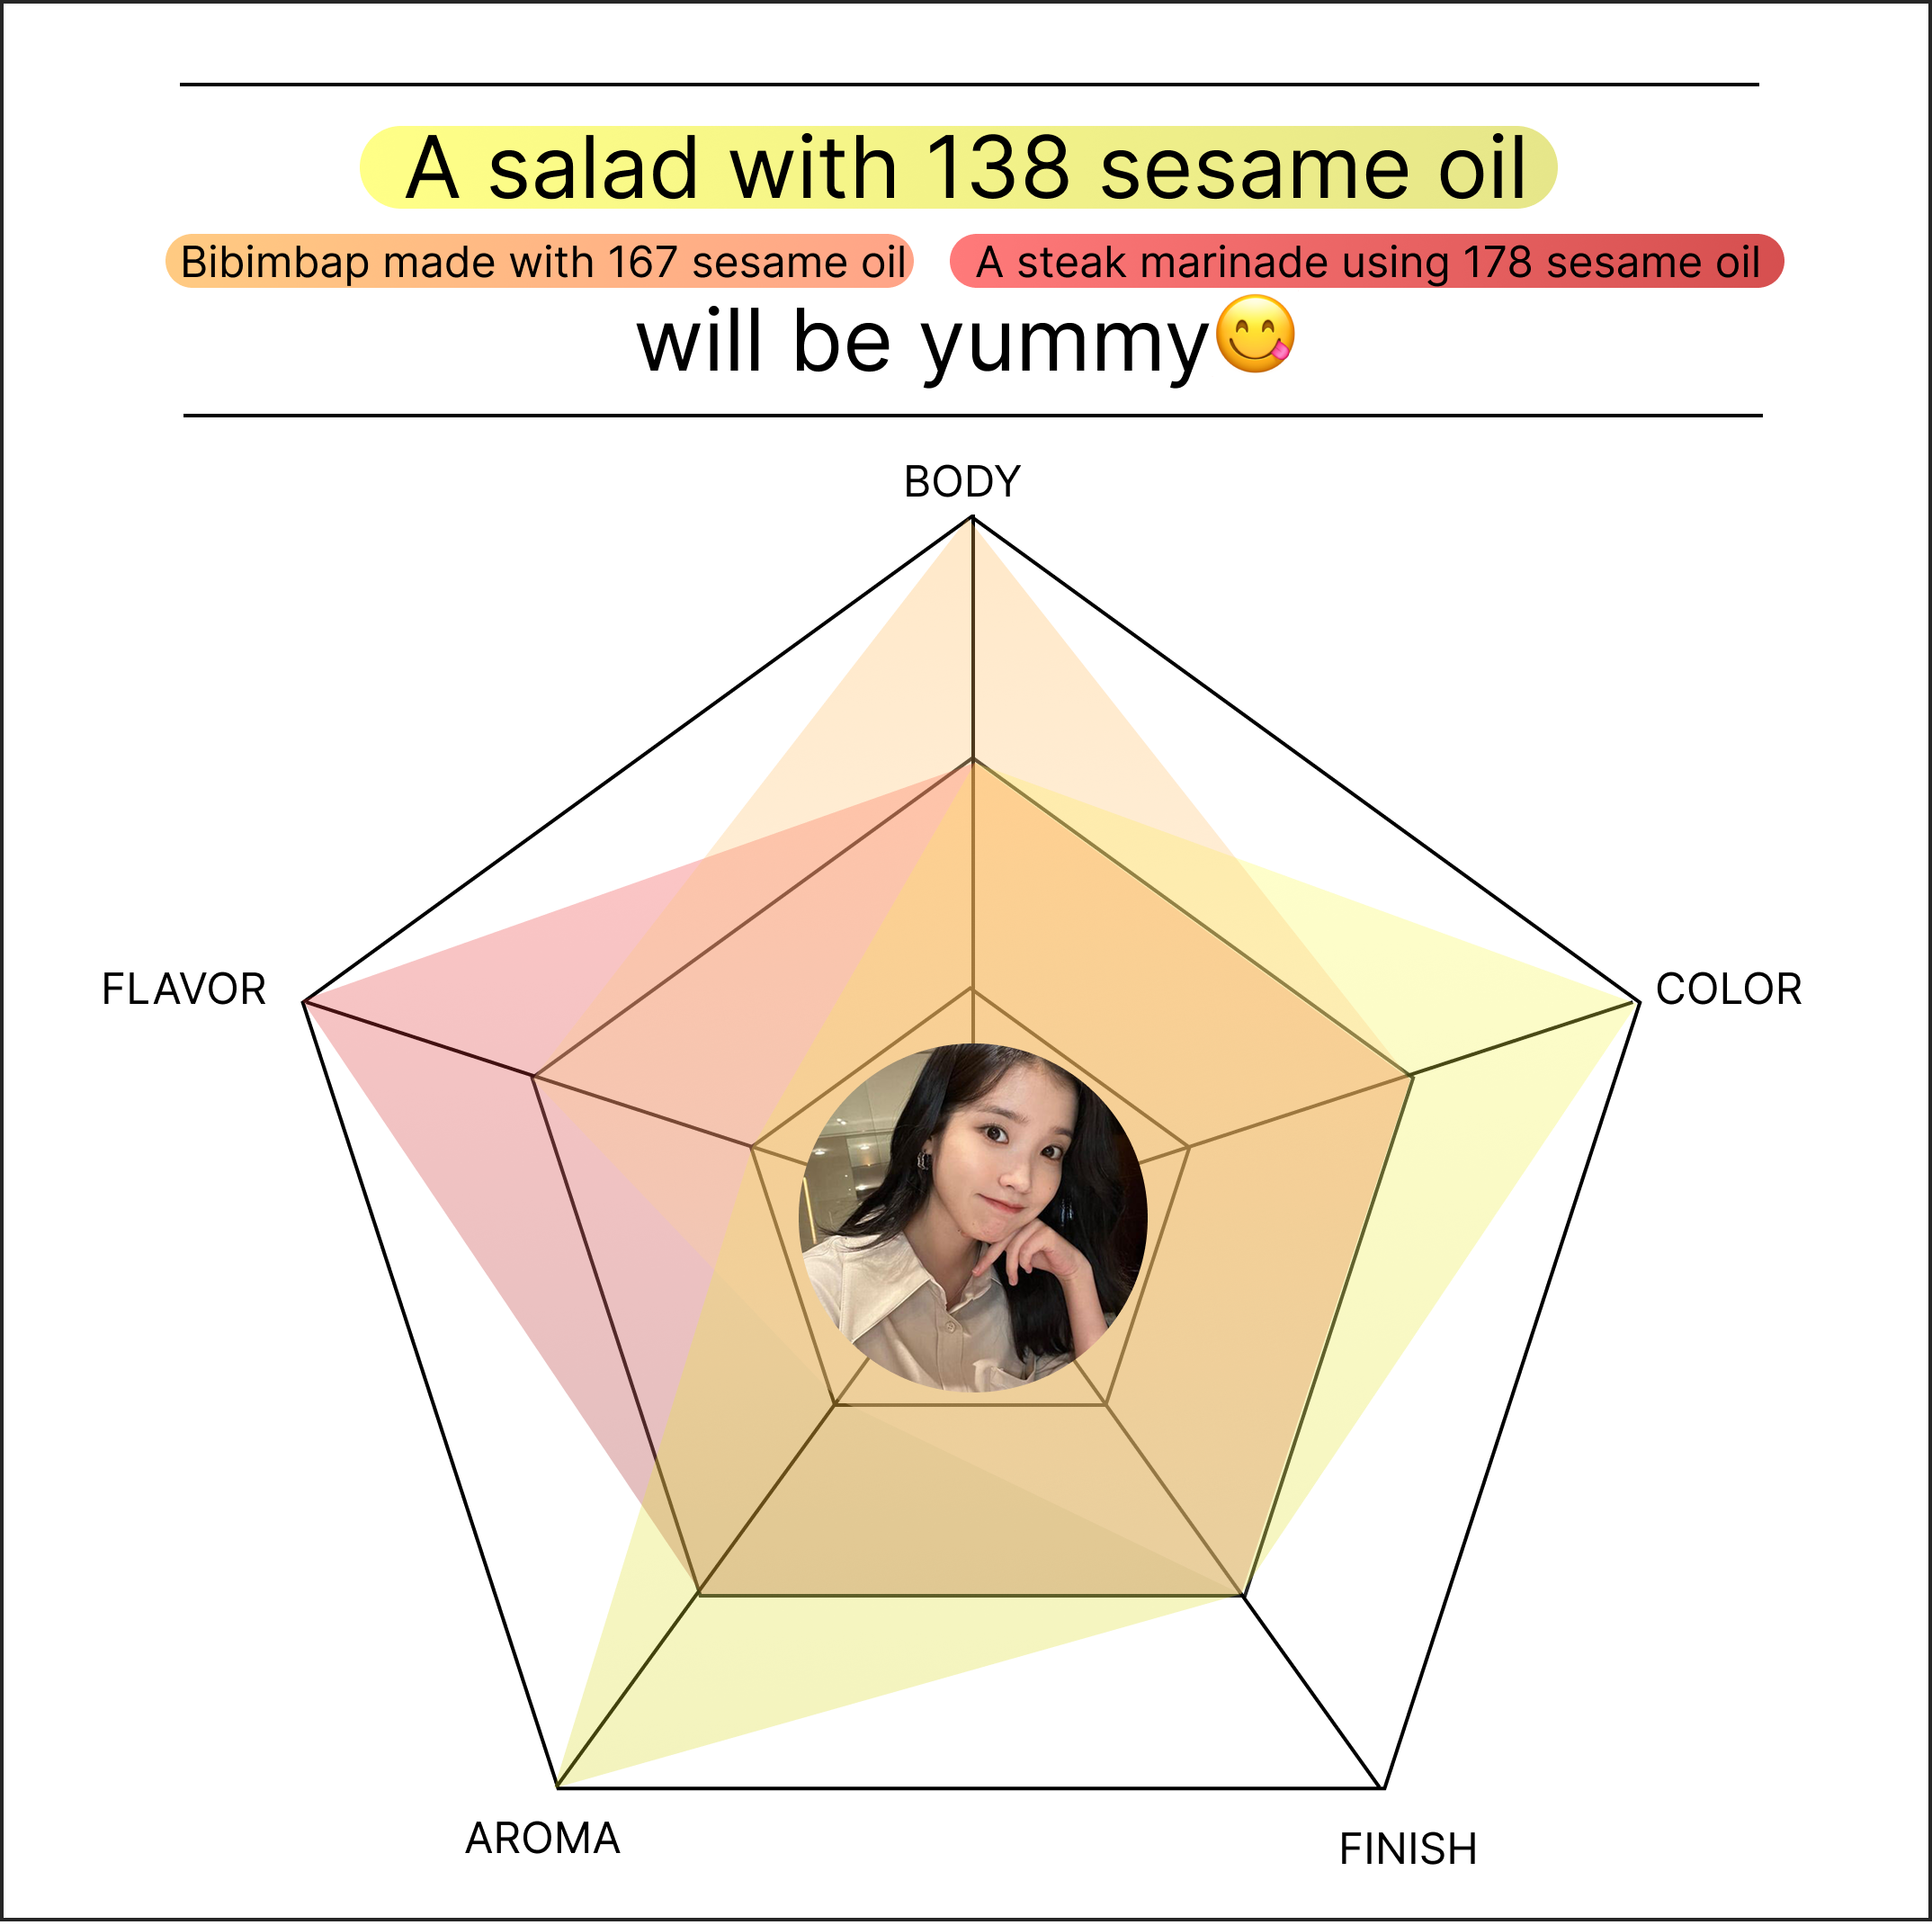 A salad with 138 sesame oil
Bibimbap made with 167 sesame oil
A steak marinade using 178 sesame oil
will be yummy😋
BODY
FLAVOR
COLOR
AROMA
FINISH